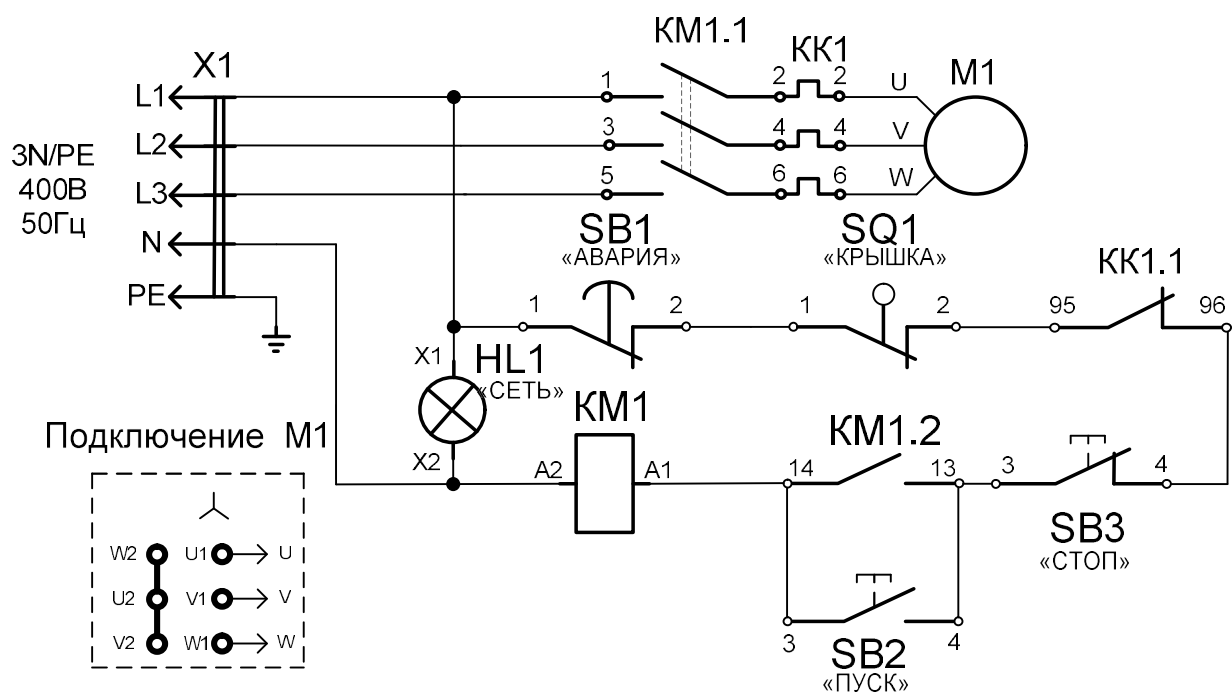 КМ1.1
X1
КК1
М1
L1
1
2
2
U
L2
3
4
4
V
3N/PE
400В
50Гц
L3
5
6
6
W
N
SB1
«АВАРИЯ»
SQ1
«КРЫШКА»
КК1.1
PE
1
2
1
2
95
96
X1
HL1
«СЕТЬ»
КМ1
КМ1.2
Подключение М1
X2
A2
A1
14
13
3
4
SB3
«СТОП»
W2
U1
U
U2
V1
V
V2
W1
W
3
4
SB2
«ПУСК»